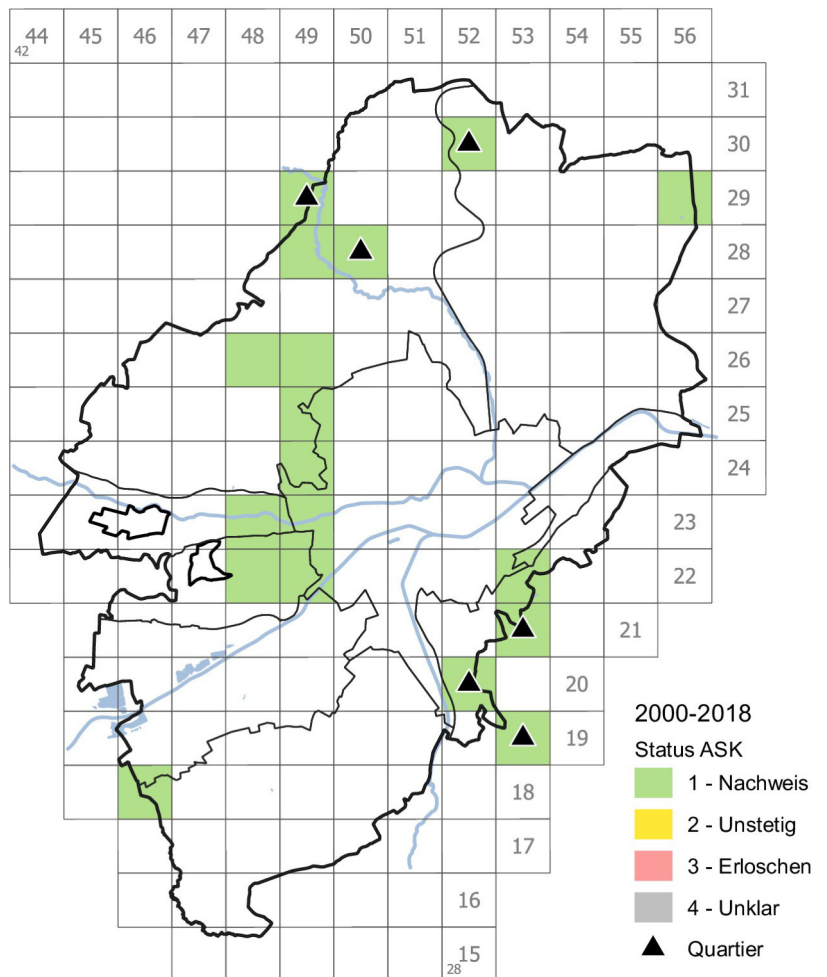 44 45 46 47 48 49 50 51 52 53 54 55 56
42
31
30
29
28
27
26
25
24
23
22
21
20
19
18
17
16
15
28
2000-2018
Status ASK
1 - Nachweis
2 - Unstetig
3 - Erloschen
4 - Unklar
Quartier